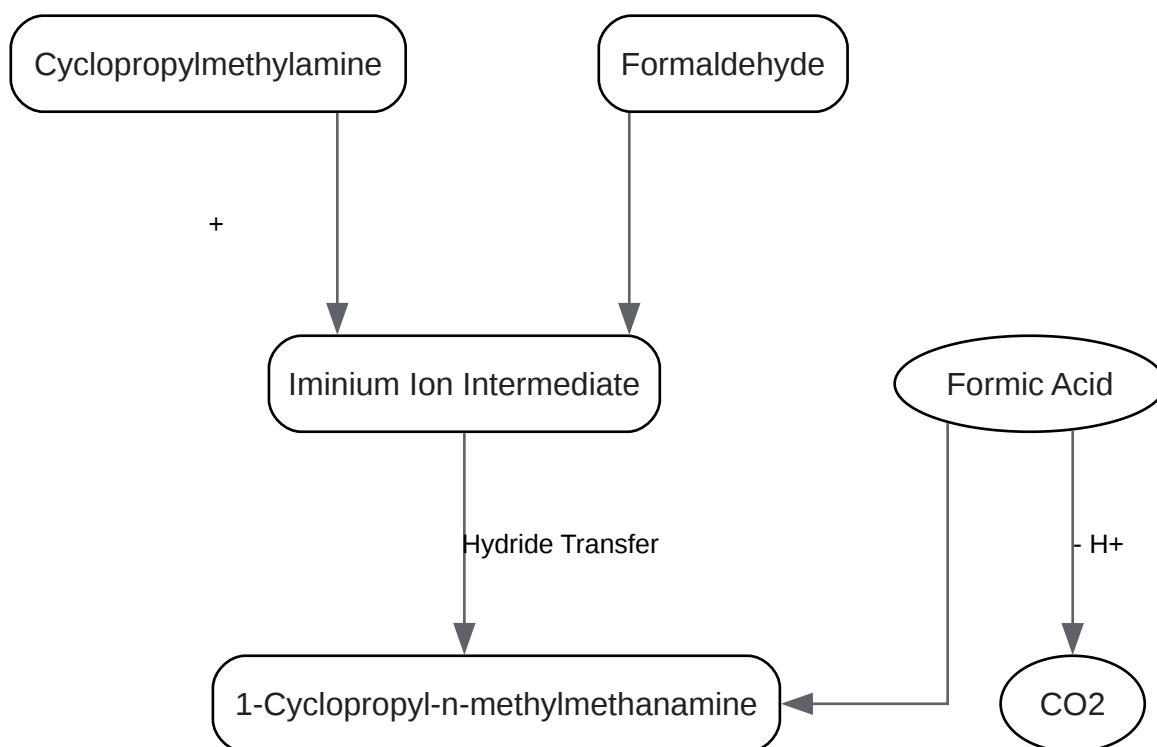 Cyclopropylmethylamine
Formaldehyde
+
Iminium Ion Intermediate
Formic Acid
Hydride Transfer
- H+
1-Cyclopropyl-n-methylmethanamine
CO2